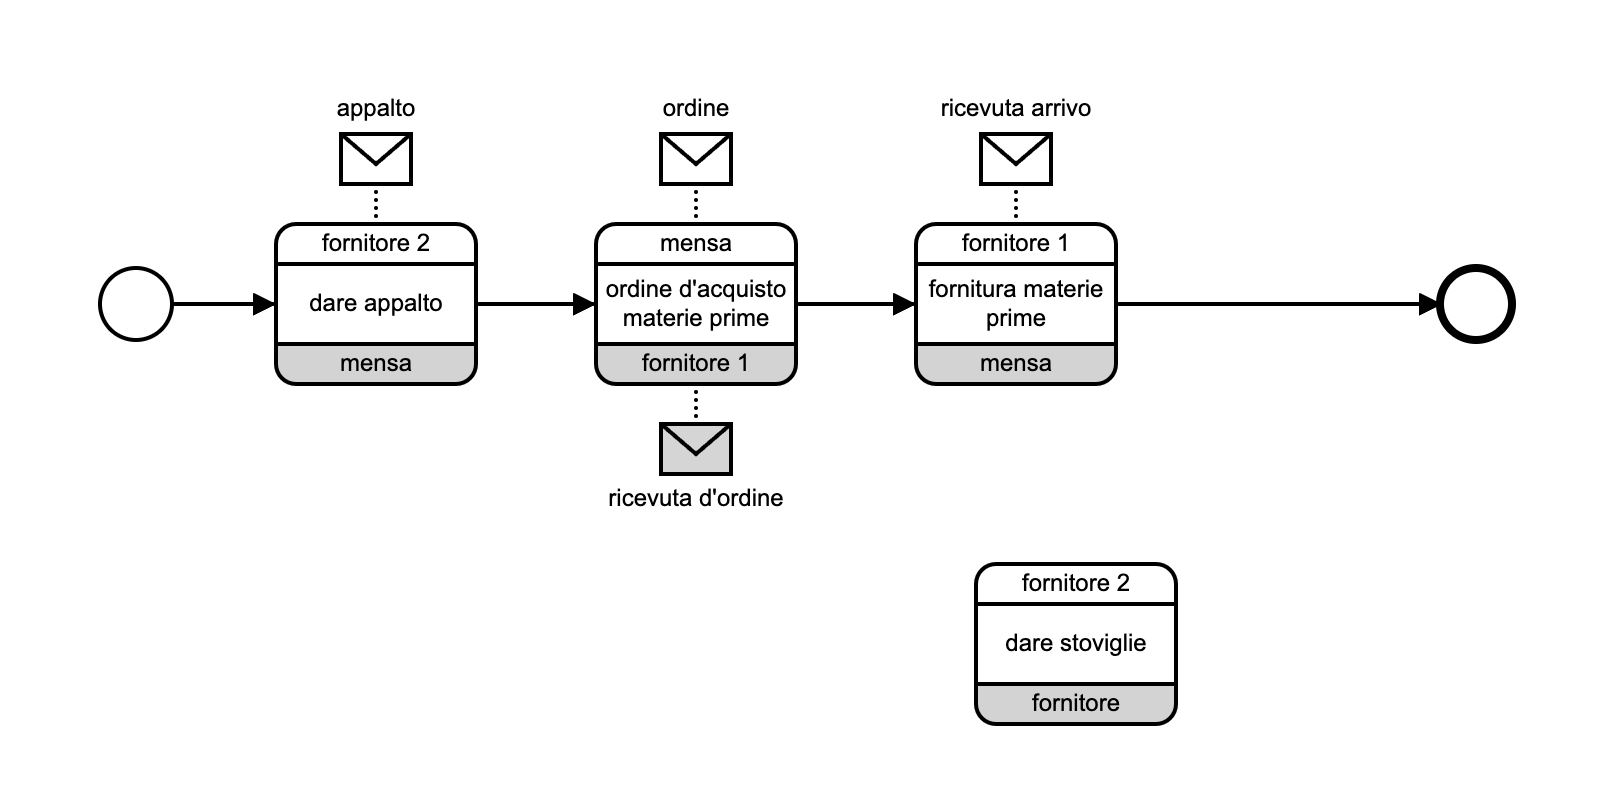 appalto
ordine
ricevuta arrivo
fornitore 2
mensa
fornitore 1
dare appalto
ordine d'acquisto
materie prime
fornitura materie
prime
mensa
fornitore 1
mensa
ricevuta d'ordine
fornitore 2
dare stoviglie
fornitore